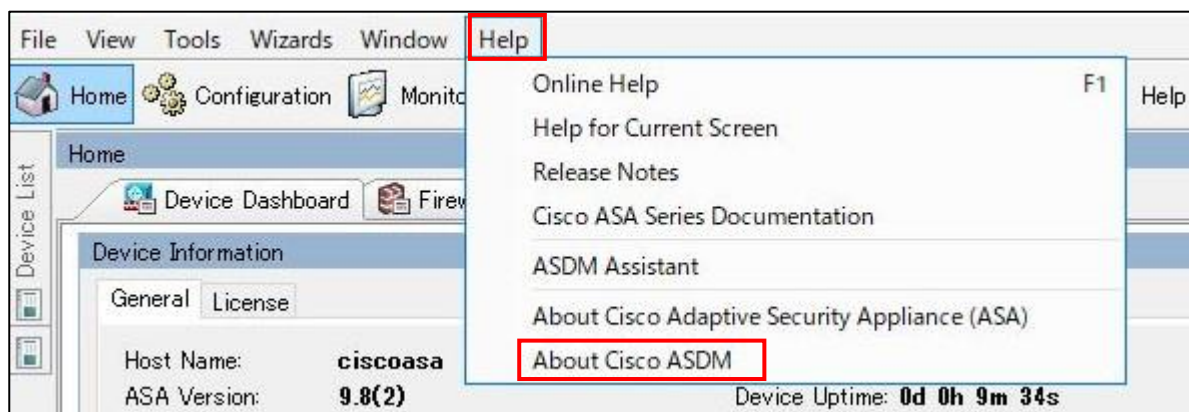 File View Tools Wizards Window Help
Home Configuration Help
Online Help F1
Help for Current Screen
Release Notes
Cisco ASA Series Documentation
ASDM Assistant
About Cisco Adaptive Security Appliance (ASA)
About Cisco ASDM
Device List
Home
Device Dashboard
Device Information
General License
Host Name: ciscoasa
ASA Version: 9.8(2) Device Uptime: 0d 0h 9m 34s